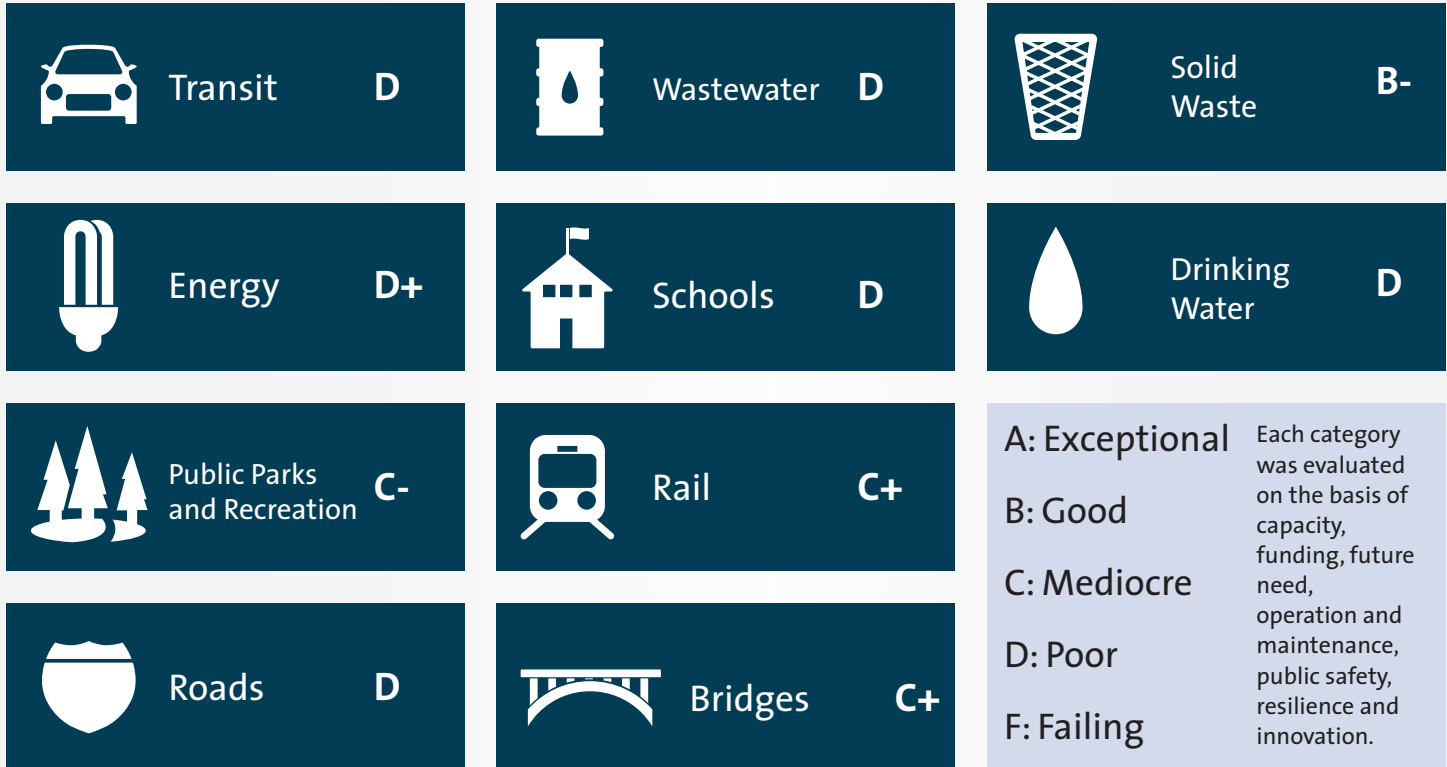 Transit D
Wastewater D
Solid
Waste
B-
Energy D+
Schools D
Drinking
Water
D
Public Parks
and Recreation
C-
Rail C+
Roads D
Bridges C+
A: Exceptional
B: Good
C: Mediocre
D: Poor
F: Failing
Each category
was evaluated
on the basis of
capacity,
funding, future
need,
operation and
maintenance,
public safety,
resilience and
innovation.